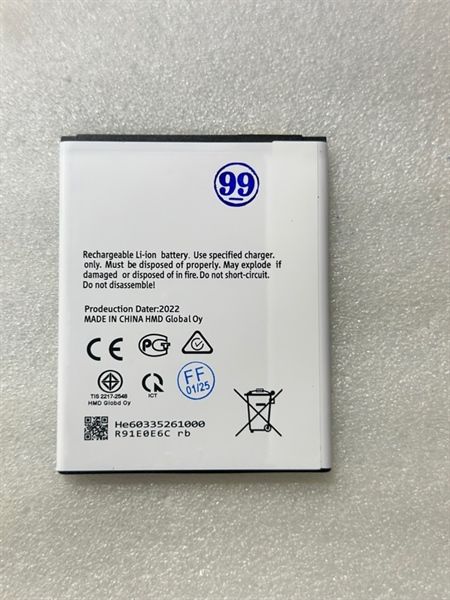 99
Rechargeable Li-ion battery. Use specified charger.
only. Must be disposed of properly. May explode if
damaged or disposed of in fire. Do not short-circuit.
Do not disassemble!
Prodeuction Dater:2022
MADE IN CHINA HMD Global Oy
CE PG
FF
01/25
TIS 2217-2548
HMD Globd Oy
ICT
He60335261000
R91E0E6C rb